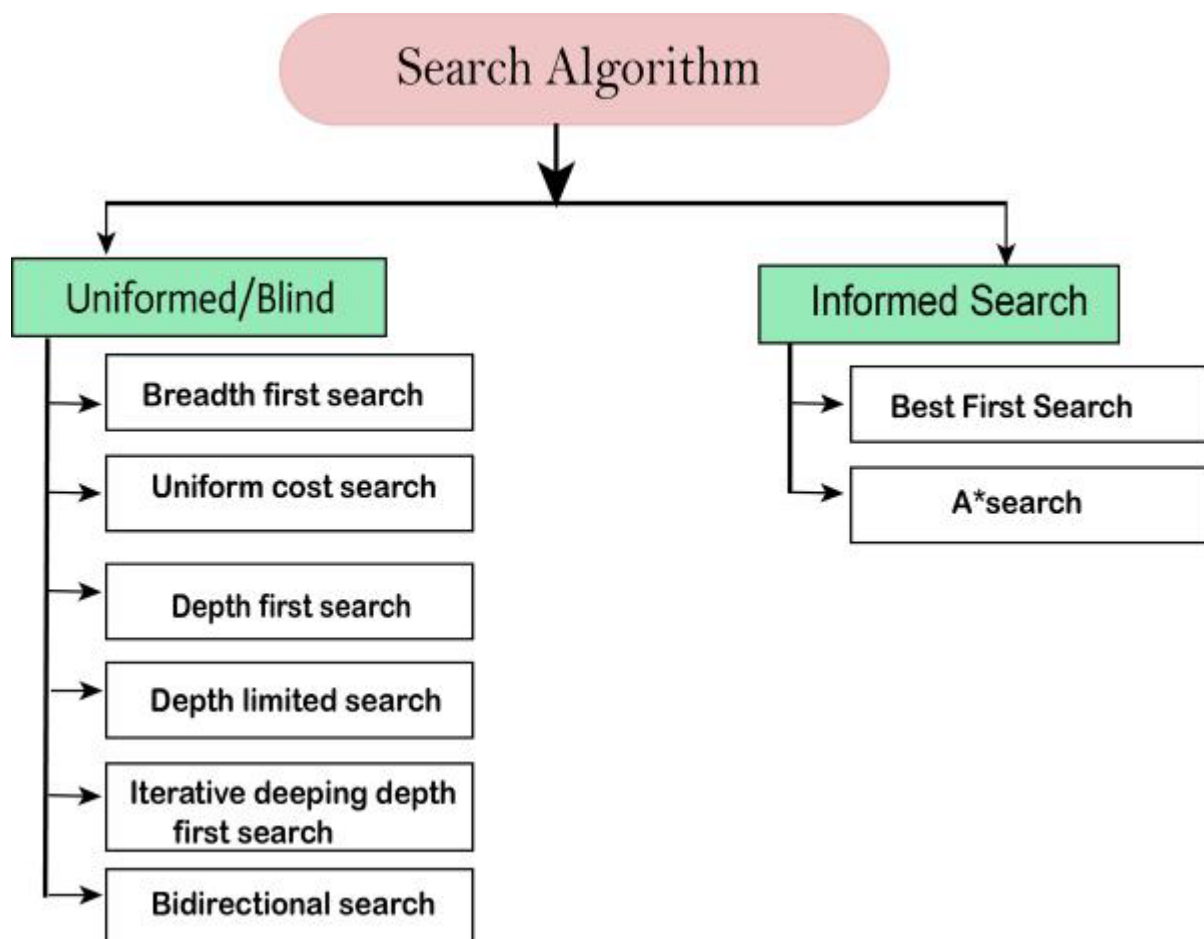 Search Algorithm
Uniformed/Blind
Breadth first search
Uniform cost search
Depth first search
Depth limited search
Iterative deeping depth
first search
Bidirectional search
Informed Search
Best First Search
A*search